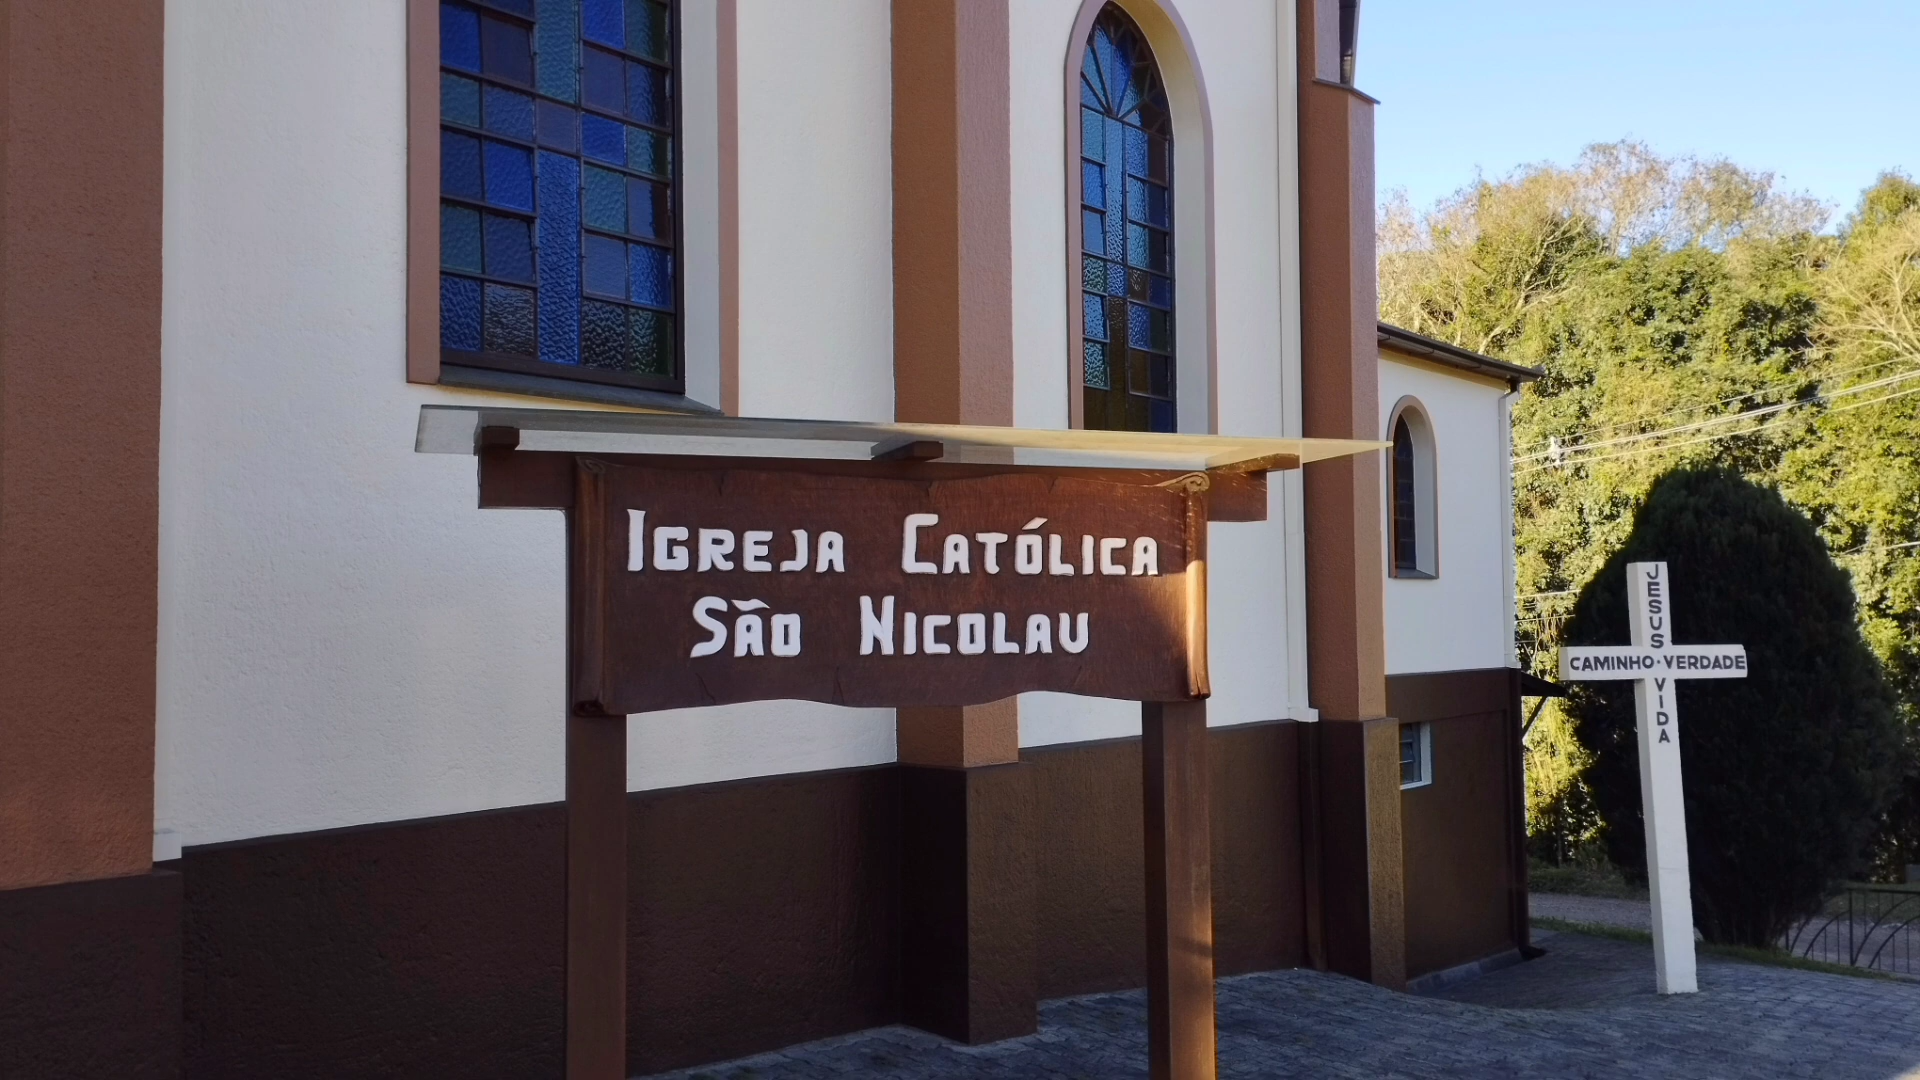 IGREJA CATÓLICA
SÃO NICOLAU
JESUS
CAMINHO · VERDADE
VIDA